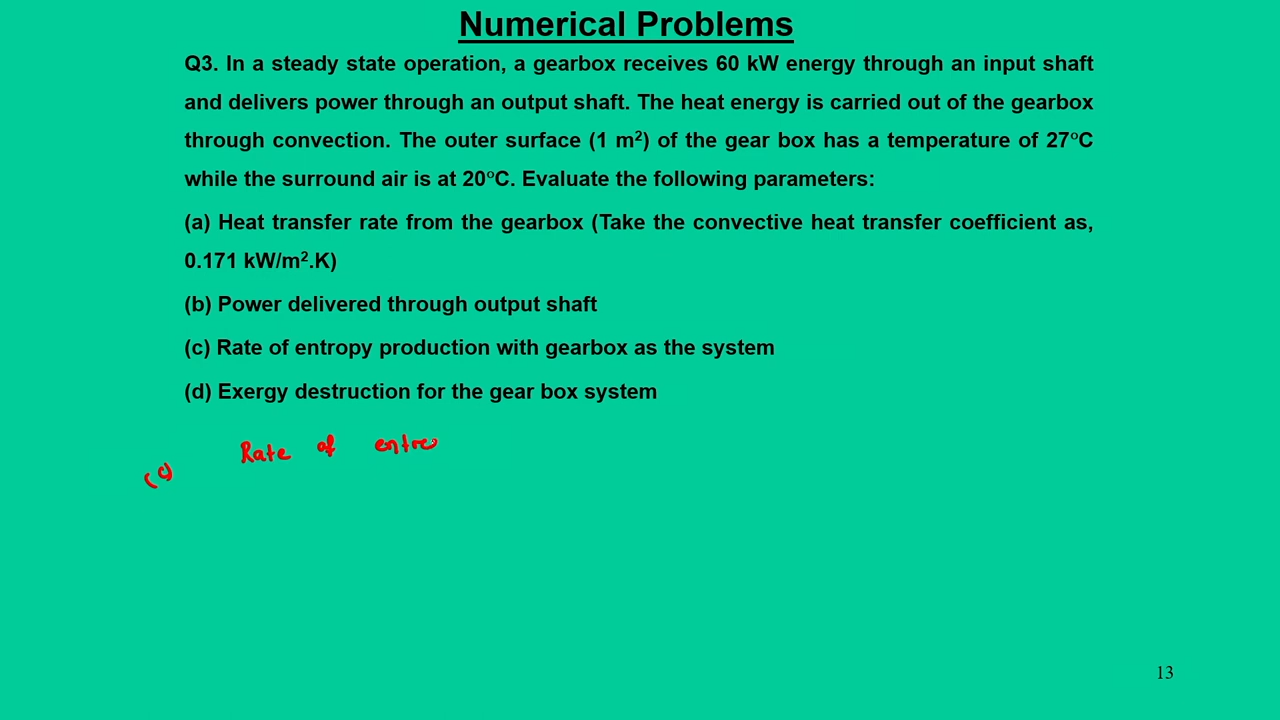 Numerical Problems
Q3. In a steady state operation, a gearbox receives 60 kW energy through an input shaft
and delivers power through an output shaft. The heat energy is carried out of the gearbox
through convection. The outer surface (1 m²) of the gear box has a temperature of 27°C
while the surround air is at 20°C. Evaluate the following parameters:
(a) Heat transfer rate from the gearbox (Take the convective heat transfer coefficient as,
0.171 kW/m².K)
(b) Power delivered through output shaft
(c) Rate of entropy production with gearbox as the system
(d) Exergy destruction for the gear box system
(c) Rate of entro
13